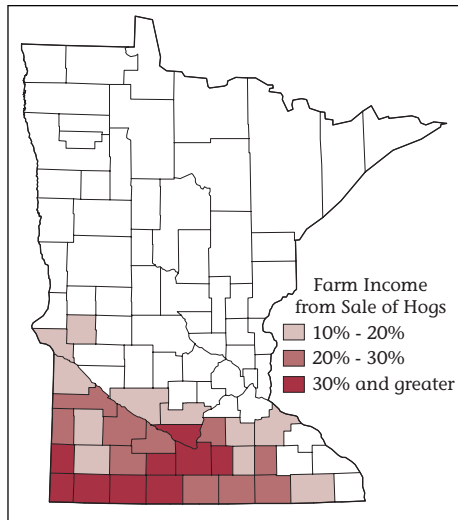 Farm Income
from Sale of Hogs
10% - 20%
20% - 30%
30% and greater